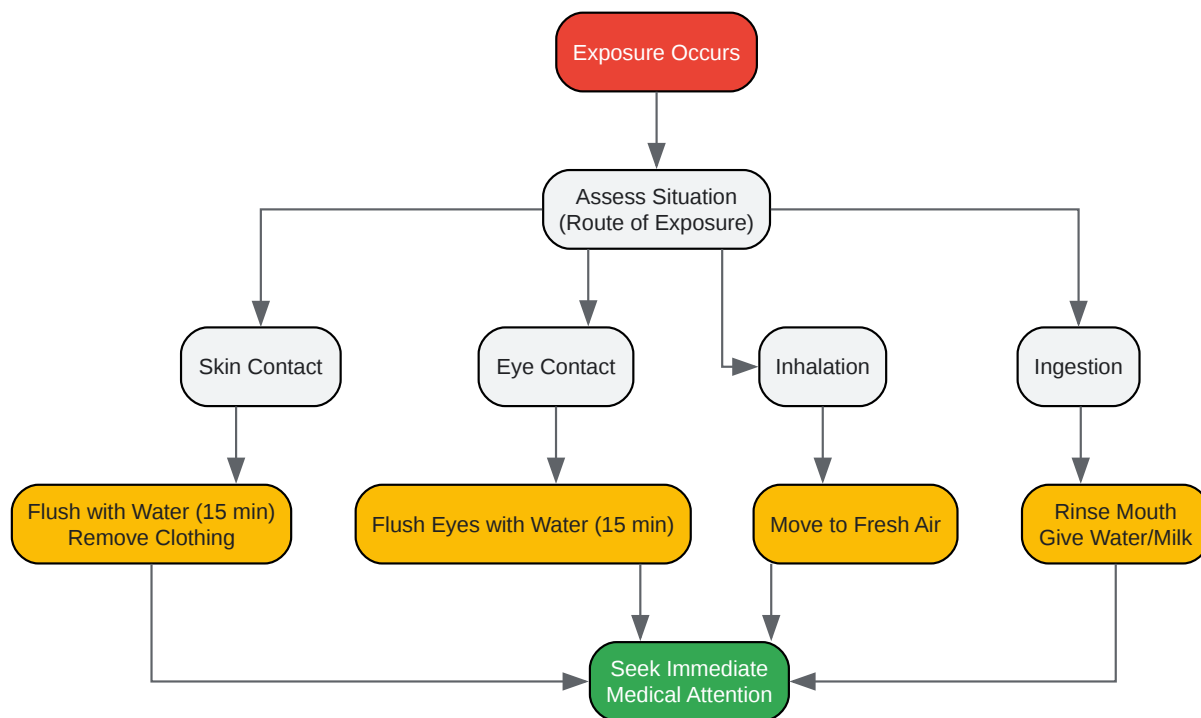 Exposure Occurs
Assess Situation
(Route of Exposure)
Skin Contact
Eye Contact
Inhalation
Ingestion
Flush with Water (15 min)
Remove Clothing
Flush Eyes with Water (15 min)
Move to Fresh Air
Rinse Mouth
Give Water/Milk
Seek Immediate
Medical Attention